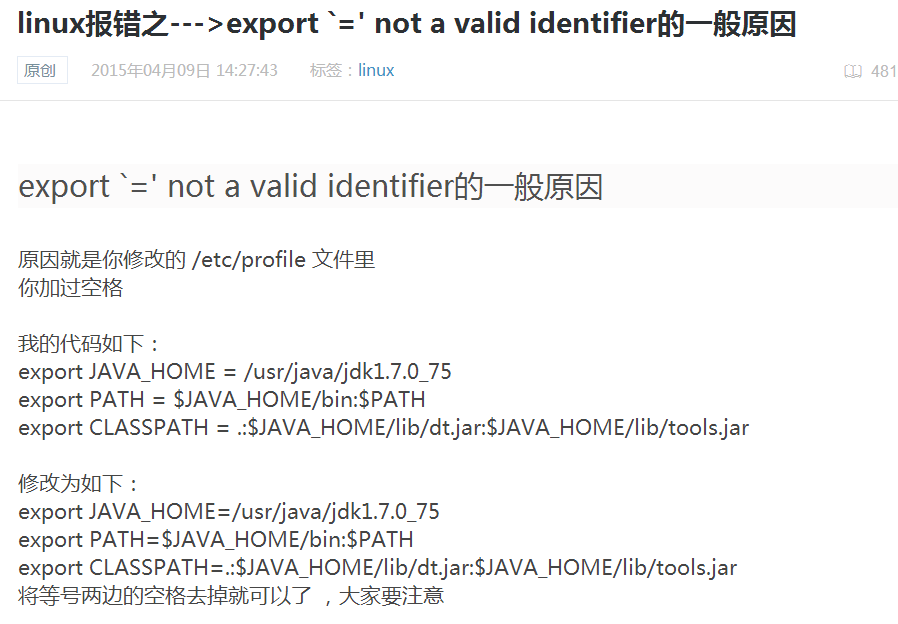 linux报错之--->export `=' not a valid identifier的一般原因
原创 2015年04月09日 14:27:43 标签：linux 481
export `=' not a valid identifier的一般原因
原因就是你修改的 /etc/profile 文件里
你加过空格
我的代码如下：
export JAVA_HOME = /usr/java/jdk1.7.0_75
export PATH = $JAVA_HOME/bin:$PATH
export CLASSPATH = .:$JAVA_HOME/lib/dt.jar:$JAVA_HOME/lib/tools.jar
修改为如下：
export JAVA_HOME=/usr/java/jdk1.7.0_75
export PATH=$JAVA_HOME/bin:$PATH
export CLASSPATH=.:$JAVA_HOME/lib/dt.jar:$JAVA_HOME/lib/tools.jar
将等号两边的空格去掉就可以了 ，大家要注意